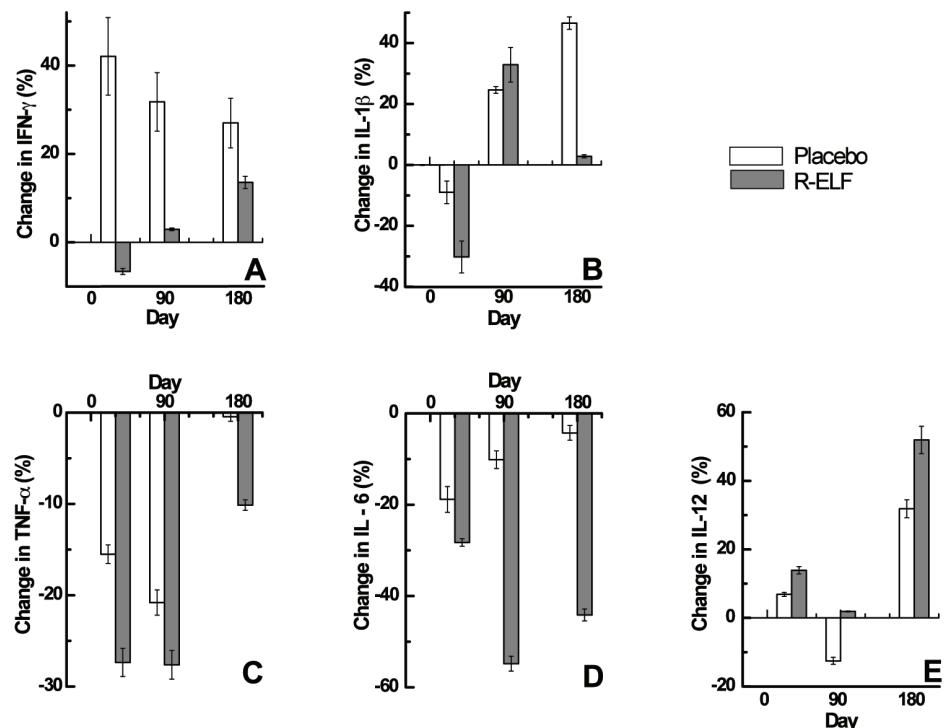 Change in IFN-γ (%)
40
20
0
0 90 180
Day
A
Change in IL-1β (%)
40
20
0
-20
-40
0 90 180
Day
B
Placebo
R-ELF
Day
0 90 180
Change in TNF-α (%)
0
-10
-20
-30
C
Day
0 90 180
Change in IL - 6 (%)
0
-20
-40
-60
D
Change in IL-12 (%)
60
40
20
0
-20
0 90 180
Day
E